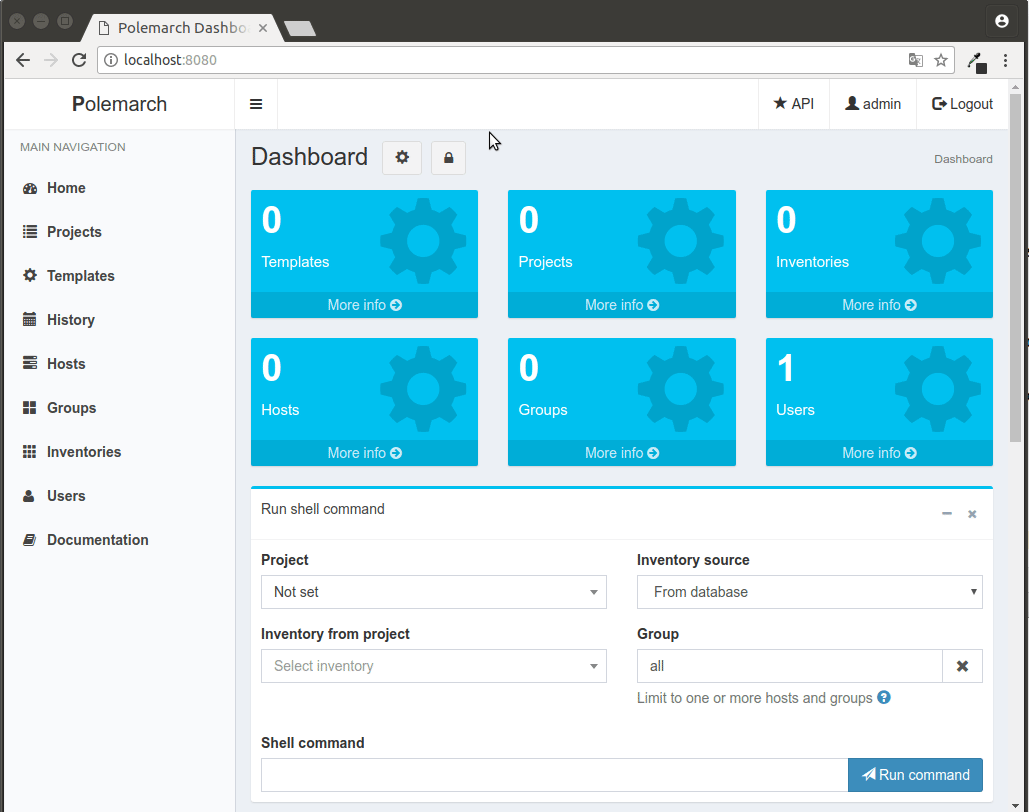 Polemarch Dashbo
localhost:8080
Polemarch
API
admin
Logout
MAIN NAVIGATION
Home
Projects
Templates
History
Hosts
Groups
Inventories
Users
Documentation
Dashboard
Dashboard
0
Templates
More info
0
Projects
More info
0
Inventories
More info
0
Hosts
More info
0
Groups
More info
1
Users
More info
Run shell command
Project
Not set
Inventory source
From database
Inventory from project
Select inventory
Group
all
Limit to one or more hosts and groups
Shell command
Run command